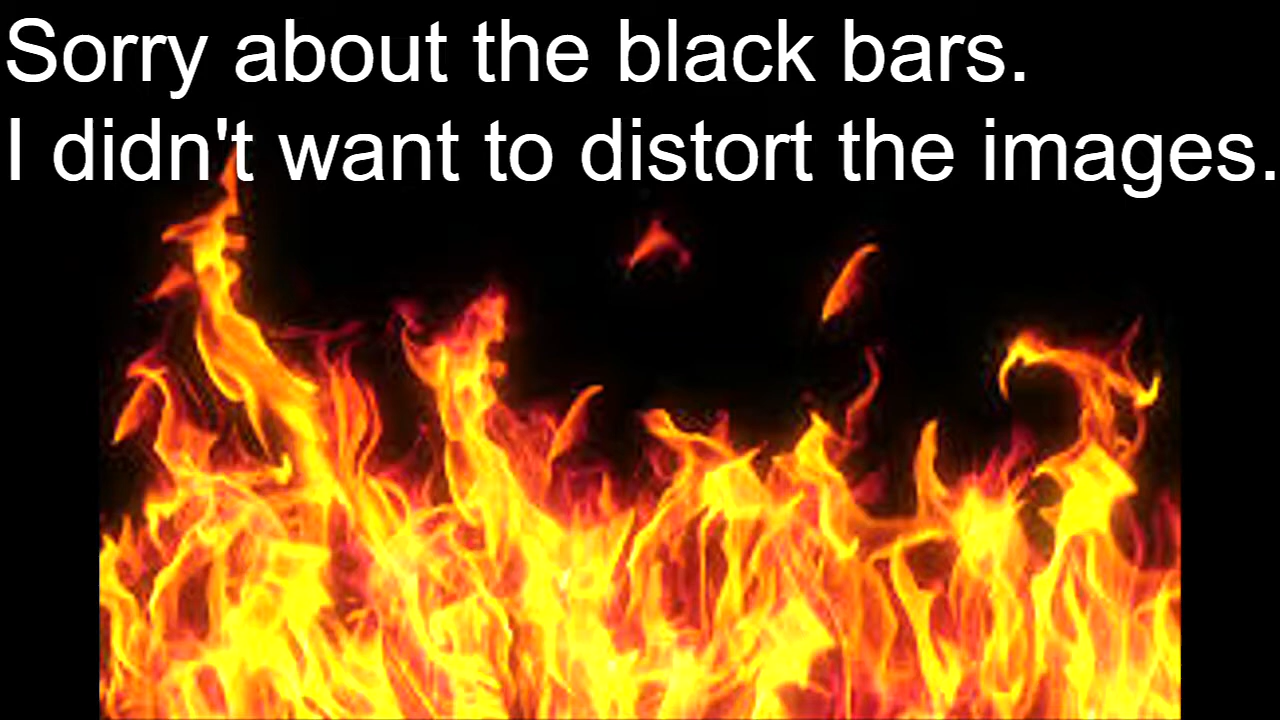 Sorry about the black bars.
I didn't want to distort the images.